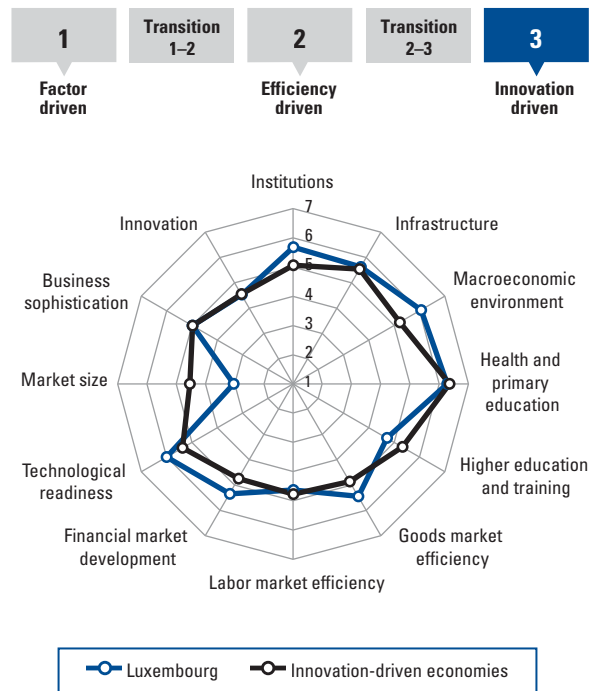 1
Transition
1–2
2
Transition
2–3
3
Factor
driven
Efficiency
driven
Innovation
driven
Institutions
7
Innovation
Infrastructure
6
5
Business
sophistication
Macroeconomic
environment
4
3
2
Market size
1
Health and
primary
education
Technological
readiness
Higher education
and training
Financial market
development
Goods market
efficiency
Labor market efficiency
Luxembourg
Innovation-driven economies